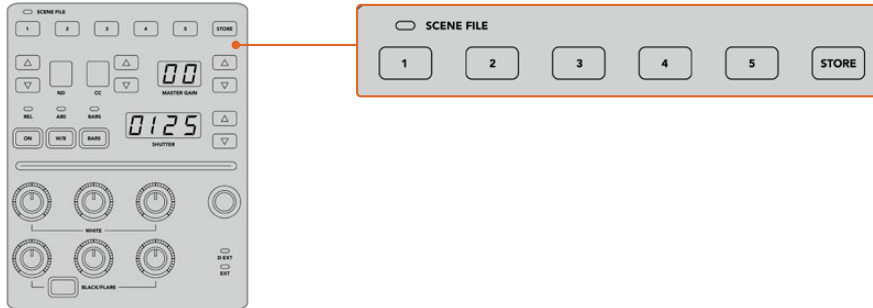 SCENE FILE
1 2 3 4 5 STORE
ND CC 00
MASTER GAIN
REL ABS BARS
0125
ON W/B BARS
SHUTTER
WHITE
D EXT
EXT
BLACK/FLARE
SCENE FILE
1 2 3 4 5 STORE